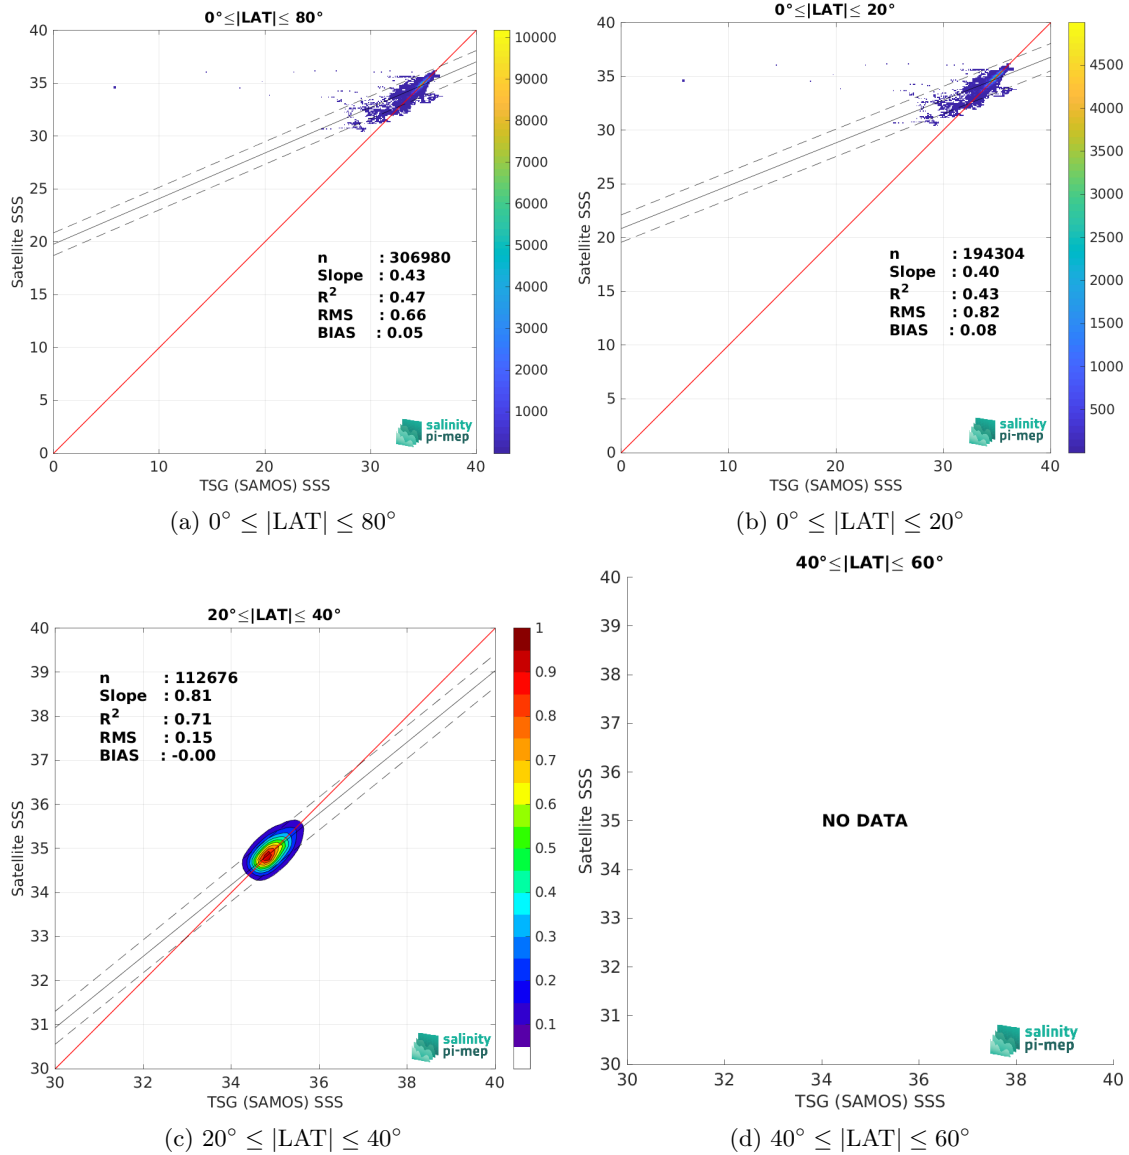 0°≤|LAT|≤ 80°
40
35
30
25
20
15
10
5
0
0
10
20
30
40
Satellite SSS
TSG (SAMOS) SSS
n : 306980
Slope : 0.43
R² : 0.47
RMS : 0.66
BIAS : 0.05
salinity
pi-mep
10000
9000
8000
7000
6000
5000
4000
3000
2000
1000
(a) 0° ≤ |LAT| ≤ 80°
0°≤|LAT|≤ 20°
40
35
30
25
20
15
10
5
0
0
10
20
30
40
Satellite SSS
TSG (SAMOS) SSS
n : 194304
Slope : 0.40
R² : 0.43
RMS : 0.82
BIAS : 0.08
salinity
pi-mep
4500
4000
3500
3000
2500
2000
1500
1000
500
(b) 0° ≤ |LAT| ≤ 20°
20°≤|LAT|≤ 40°
40
39
38
37
36
35
34
33
32
31
30
30
32
34
36
38
40
Satellite SSS
TSG (SAMOS) SSS
n : 112676
Slope : 0.81
R² : 0.71
RMS : 0.15
BIAS : -0.00
salinity
pi-mep
1
0.9
0.8
0.7
0.6
0.5
0.4
0.3
0.2
0.1
(c) 20° ≤ |LAT| ≤ 40°
40°≤|LAT|≤ 60°
40
39
38
37
36
35
34
33
32
31
30
30
32
34
36
38
40
Satellite SSS
TSG (SAMOS) SSS
NO DATA
salinity
pi-mep
(d) 40° ≤ |LAT| ≤ 60°